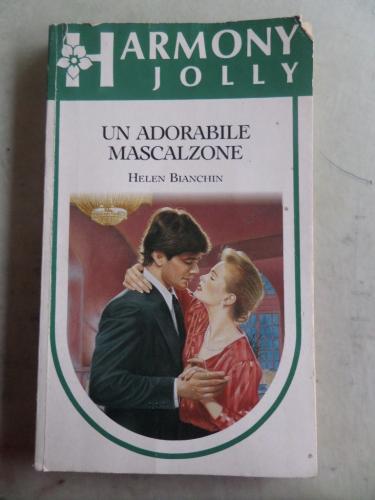 HARMONY
JOLLY
UN ADORABILE
MASCALZONE
HELEN BIANCHIN